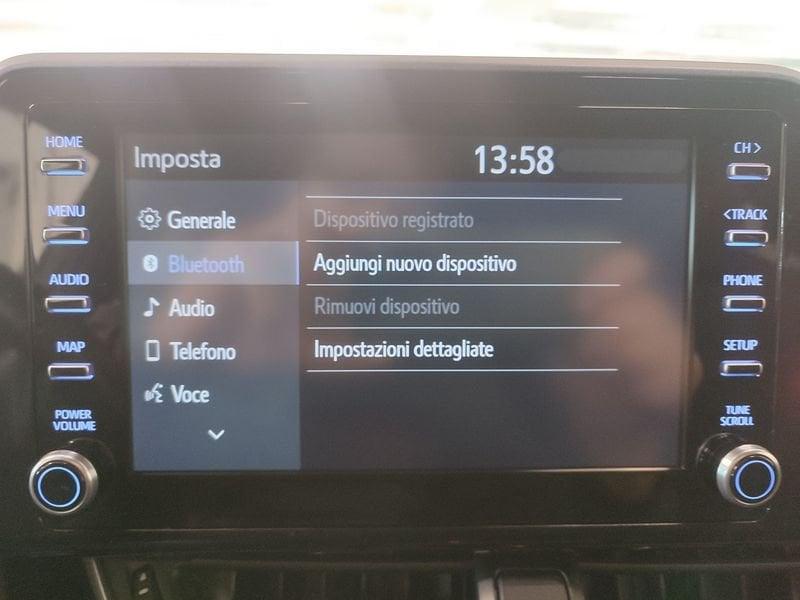 HOME
MENU
AUDIO
MAP
POWER
VOLUME
Imposta
13:58
Generale
Bluetooth
Audio
Telefono
Voce
Dispositivo registrato
Aggiungi nuovo dispositivo
Rimuovi dispositivo
Impostazioni dettagliate
CH >
< TRACK
PHONE
SETUP
TUNE
SCROLL